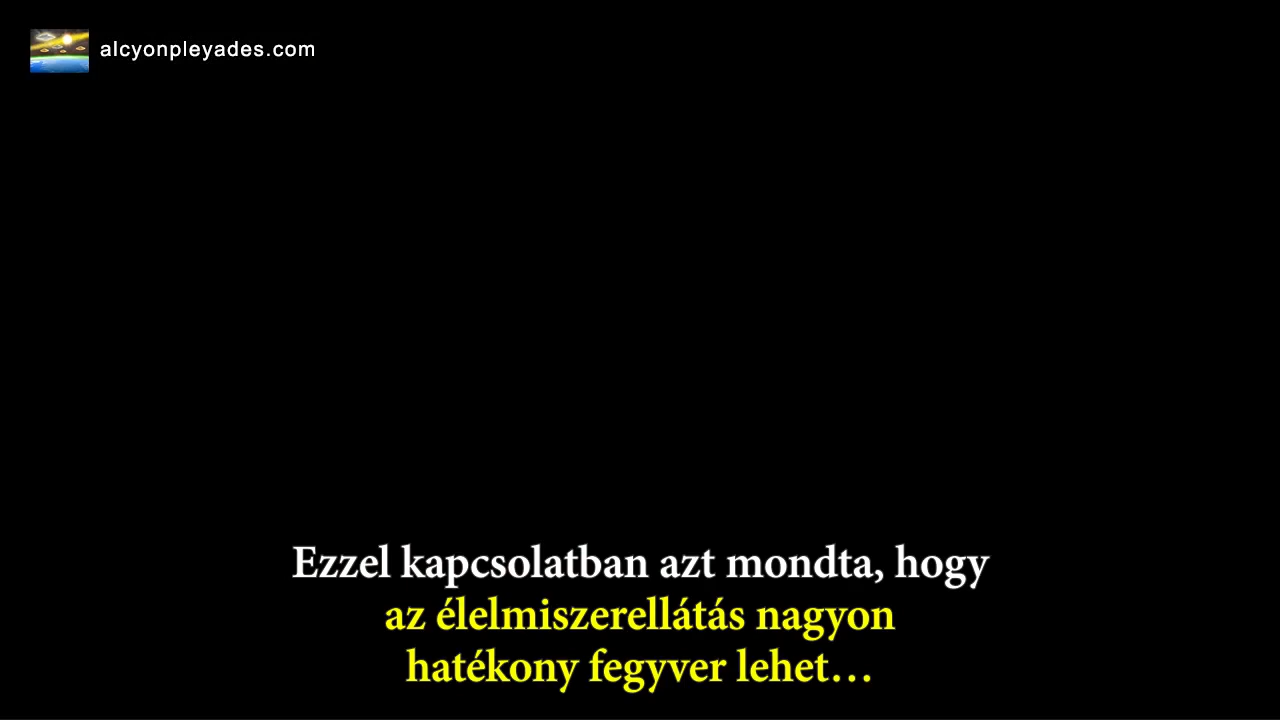 alcyonpleyades.com
Ezzel kapcsolatban azt mondta, hogy
az élelmiszerellátás nagyon
hatékony fegyver lehet…